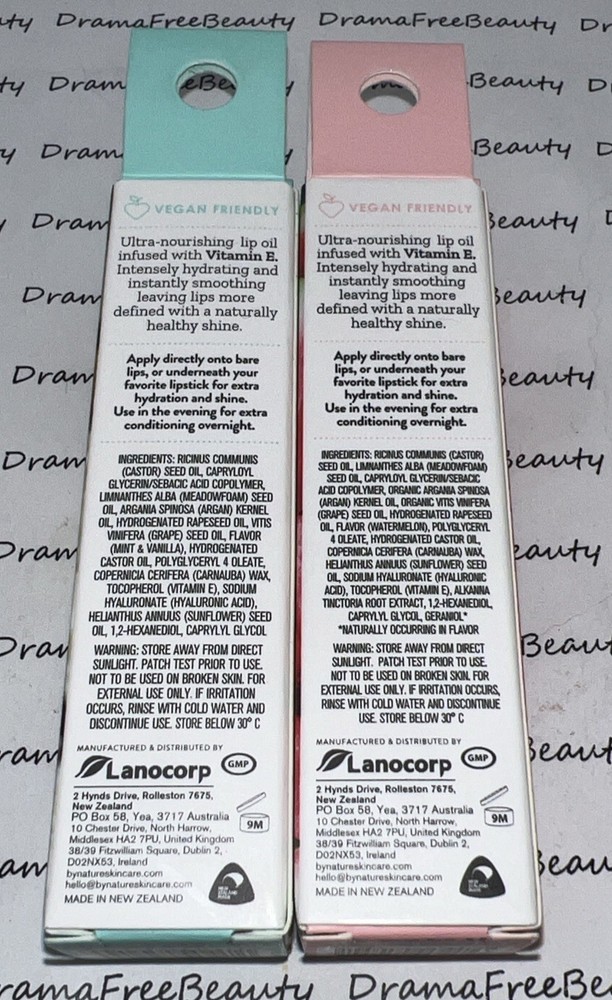 DramaFreeBeauty DramaFreeBeauty
VEGAN FRIENDLY
Ultra-nourishing lip oil
infused with Vitamin E.
Intensely hydrating and
instantly smoothing
leaving lips more
defined with a naturally
healthy shine.
Apply directly onto bare
lips, or underneath your
favorite lipstick for extra
hydration and shine.
Use in the evening for extra
conditioning overnight.
INGREDIENTS: RICINUS COMMUNIS
(CASTOR) SEED OIL, CAPRYLOYL
GLYCERIN/SEBACIC ACID COPOLYMER,
LIMNANTHES ALBA (MEADOWFOAM) SEED
OIL, ARGANIA SPINOSA (ARGAN) KERNEL
OIL, HYDROGENATED RAPESEED OIL, VITIS
VINIFERA (GRAPE) SEED OIL, FLAVOR
(MINT & VANILLA), HYDROGENATED
CASTOR OIL, POLYGLYCERYL 4 OLEATE,
COPERNICIA CERIFERA (CARNAUBA) WAX,
TOCOPHEROL (VITAMIN E), SODIUM
HYALURONATE (HYALURONIC ACID),
HELIANTHUS ANNUUS (SUNFLOWER) SEED
OIL, 1,2-HEXANEDIOL, CAPRYLYL GLYCOL
WARNING: STORE AWAY FROM DIRECT
SUNLIGHT. PATCH TEST PRIOR TO USE.
NOT TO BE USED ON BROKEN SKIN. FOR
EXTERNAL USE ONLY. IF IRRITATION
OCCURS, RINSE WITH COLD WATER AND
DISCONTINUE USE. STORE BELOW 30° C
MANUFACTURED & DISTRIBUTED BY
Lanocorp GMP
2 Hynds Drive, Rolleston 7675,
New Zealand
PO Box 58, Yea, 3717 Australia
10 Chester Drive, North Harrow,
Middlesex HA2 7PU, United Kingdom
38/39 Fitzwilliam Square, Dublin 2,
D02NX53, Ireland
bynatureskincare.com
hello@bynatureskincare.com
MADE IN NEW ZEALAND
9M
VEGAN FRIENDLY
Ultra-nourishing lip oil
infused with Vitamin E.
Intensely hydrating and
instantly smoothing
leaving lips more
defined with a naturally
healthy shine.
Apply directly onto bare
lips, or underneath your
favorite lipstick for extra
hydration and shine.
Use in the evening for extra
conditioning overnight.
INGREDIENTS: RICINUS COMMUNIS (CASTOR)
SEED OIL, LIMNANTHES ALBA (MEADOWFOAM)
SEED OIL, CAPRYLOYL GLYCERIN/SEBACIC
ACID COPOLYMER, ORGANIC ARGANIA SPINOSA
(ARGAN) KERNEL OIL, ORGANIC VITIS VINIFERA
(GRAPE) SEED OIL, HYDROGENATED RAPESEED
OIL, FLAVOR (WATERMELON), POLYGLYCERYL
4 OLEATE, HYDROGENATED CASTOR OIL,
COPERNICIA CERIFERA (CARNAUBA) WAX,
HELIANTHUS ANNUUS (SUNFLOWER) SEED
OIL, SODIUM HYALURONATE (HYALURONIC
ACID), TOCOPHEROL (VITAMIN E), ALKANNA
TINCTORIA ROOT EXTRACT, 1,2-HEXANEDIOL,
CAPRYLYL GLYCOL, GERANIOL*
*NATURALLY OCCURRING IN FLAVOR
WARNING: STORE AWAY FROM DIRECT
SUNLIGHT. PATCH TEST PRIOR TO USE.
NOT TO BE USED ON BROKEN SKIN. FOR
EXTERNAL USE ONLY. IF IRRITATION OCCURS,
RINSE WITH COLD WATER AND DISCONTINUE
USE. STORE BELOW 30° C
MANUFACTURED & DISTRIBUTED BY
Lanocorp GMP
2 Hynds Drive, Rolleston 7675,
New Zealand
PO Box 58, Yea, 3717 Australia
10 Chester Drive, North Harrow,
Middlesex HA2 7PU, United Kingdom
38/39 Fitzwilliam Square, Dublin 2,
D02NX53, Ireland
bynatureskincare.com
hello@bynatureskincare.com
MADE IN NEW ZEALAND
9M
DramaFreeBeauty